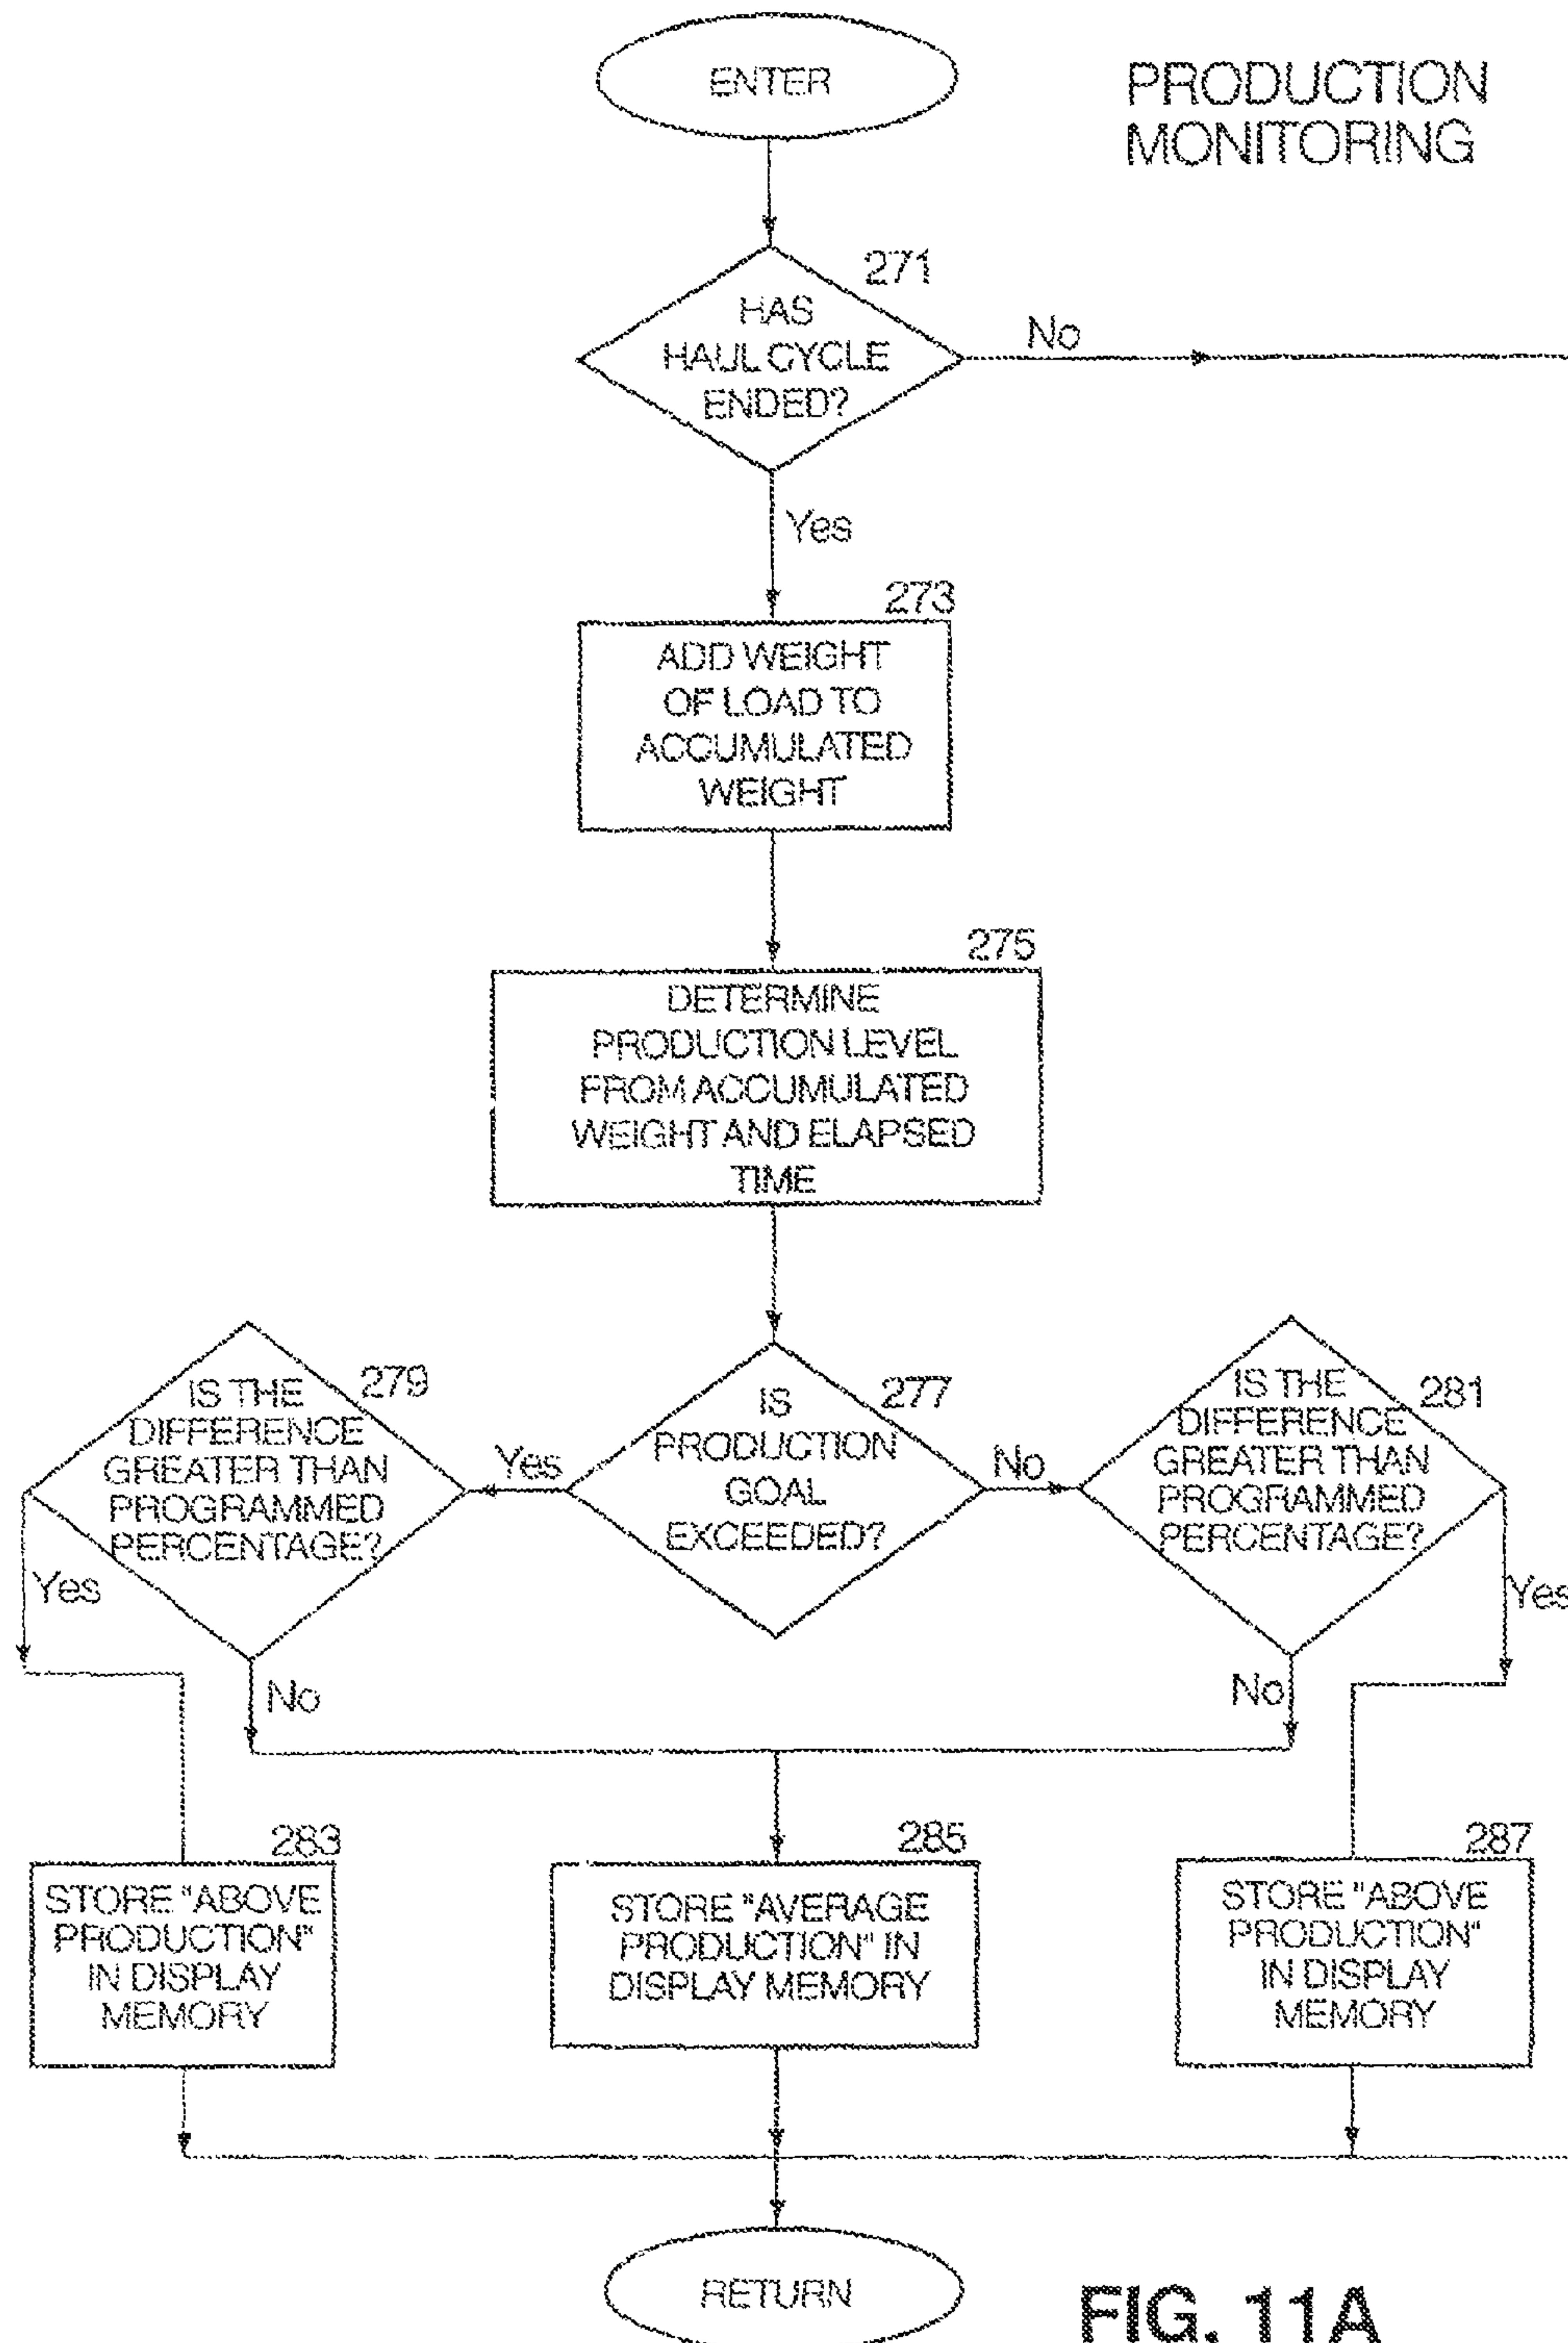 ENTER
PRODUCTION
MONITORING
271
HAS
HAUL CYCLE
ENDED?
No
Yes
273
ADD WEIGHT
OF LOAD TO
ACCUMULATED
WEIGHT
275
DETERMINE
PRODUCTION LEVEL
FROM ACCUMULATED
WEIGHT AND ELAPSED
TIME
279
IS THE
DIFFERENCE
GREATER THAN
PROGRAMMED
PERCENTAGE?
Yes
277
IS
PRODUCTION
GOAL
EXCEEDED?
No
281
IS THE
DIFFERENCE
GREATER THAN
PROGRAMMED
PERCENTAGE?
Yes
No
No
Yes
283
STORE "ABOVE
PRODUCTION"
IN DISPLAY
MEMORY
285
STORE "AVERAGE
PRODUCTION" IN
DISPLAY MEMORY
287
STORE "ABOVE
PRODUCTION"
IN DISPLAY
MEMORY
RETURN
FIG. 11A